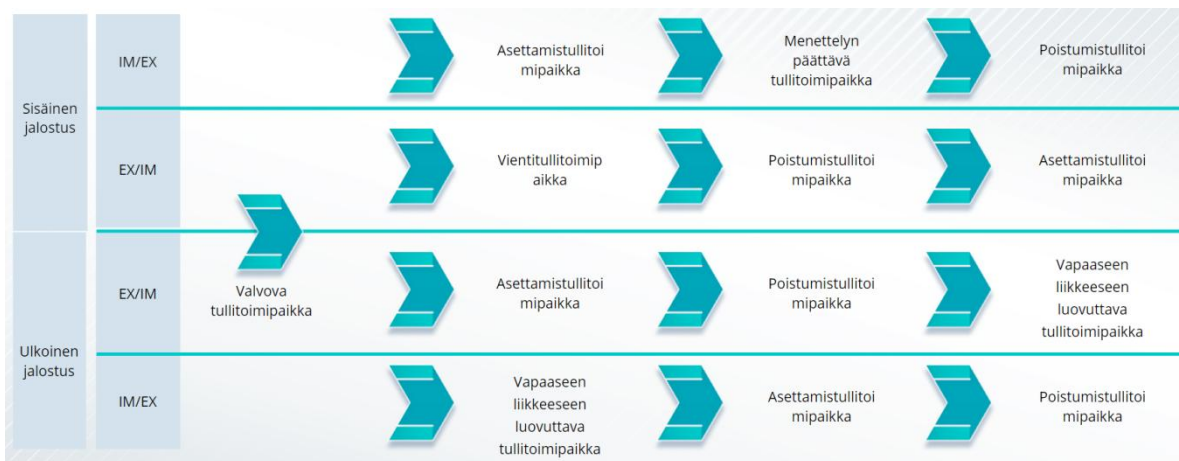 Sisäinen
jalostus
IM/EX
Asettamistullitoi
mipaikka
Menettelyn
päättävä
tullitoimipaikka
Poistumistullitoi
mipaikka
EX/IM
Vientitullitoimip
aikka
Poistumistullitoi
mipaikka
Asettamistullitoi
mipaikka
Valvova
tullitoimipaikka
Ulkoinen
jalostus
EX/IM
Asettamistullitoi
mipaikka
Poistumistullitoi
mipaikka
Vapaaseen
liikkeeseen
luovuttava
tullitoimipaikka
IM/EX
Vapaaseen
liikkeeseen
luovuttava
tullitoimipaikka
Asettamistullitoi
mipaikka
Poistumistullitoi
mipaikka